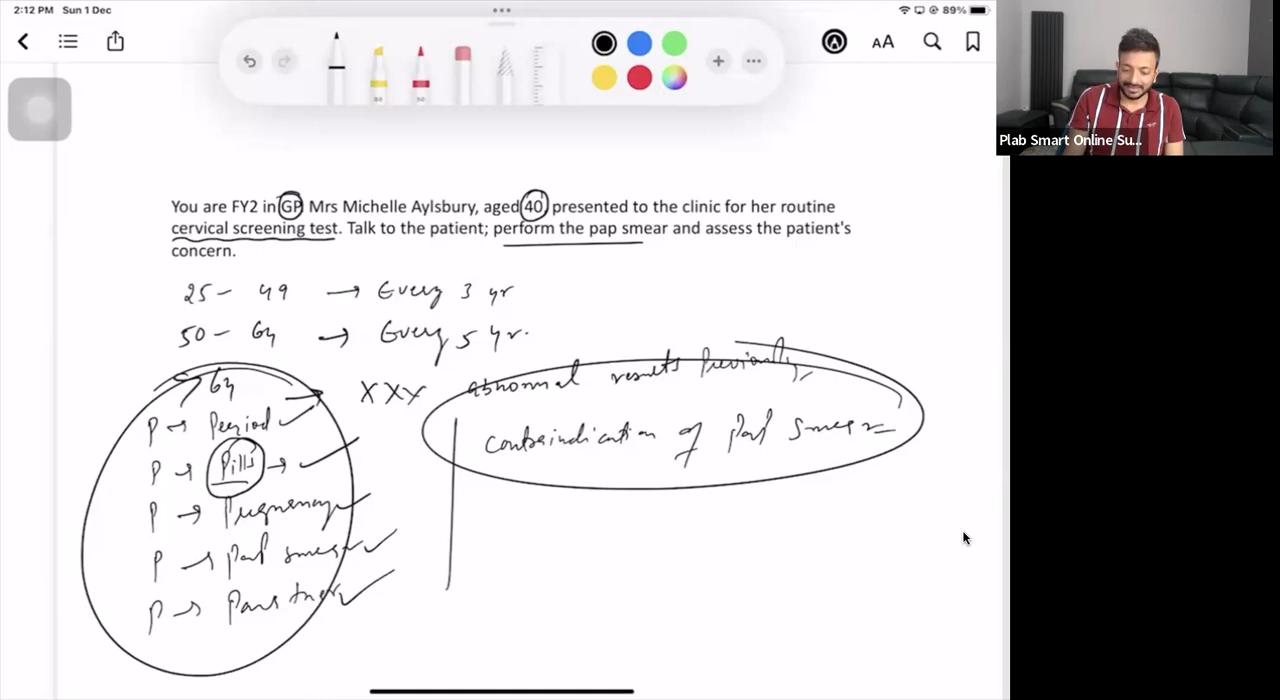 2:12 PM Sun 1 Dec
89%
AA
Plab Smart Online Su...
You are FY2 in GP Mrs Michelle Aylsbury, aged 40 presented to the clinic for her routine
cervical screening test. Talk to the patient; perform the pap smear and assess the patient's
concern.
25 - 49 → Every 3 yr
50 - 64 → Every 5 yr.
> 64 → XXX
abnormal results Previously
contraindication of Pap smear
P → Peeriod
P → Pills →
P → Pregnancy
P → Pap smear
P → Partner